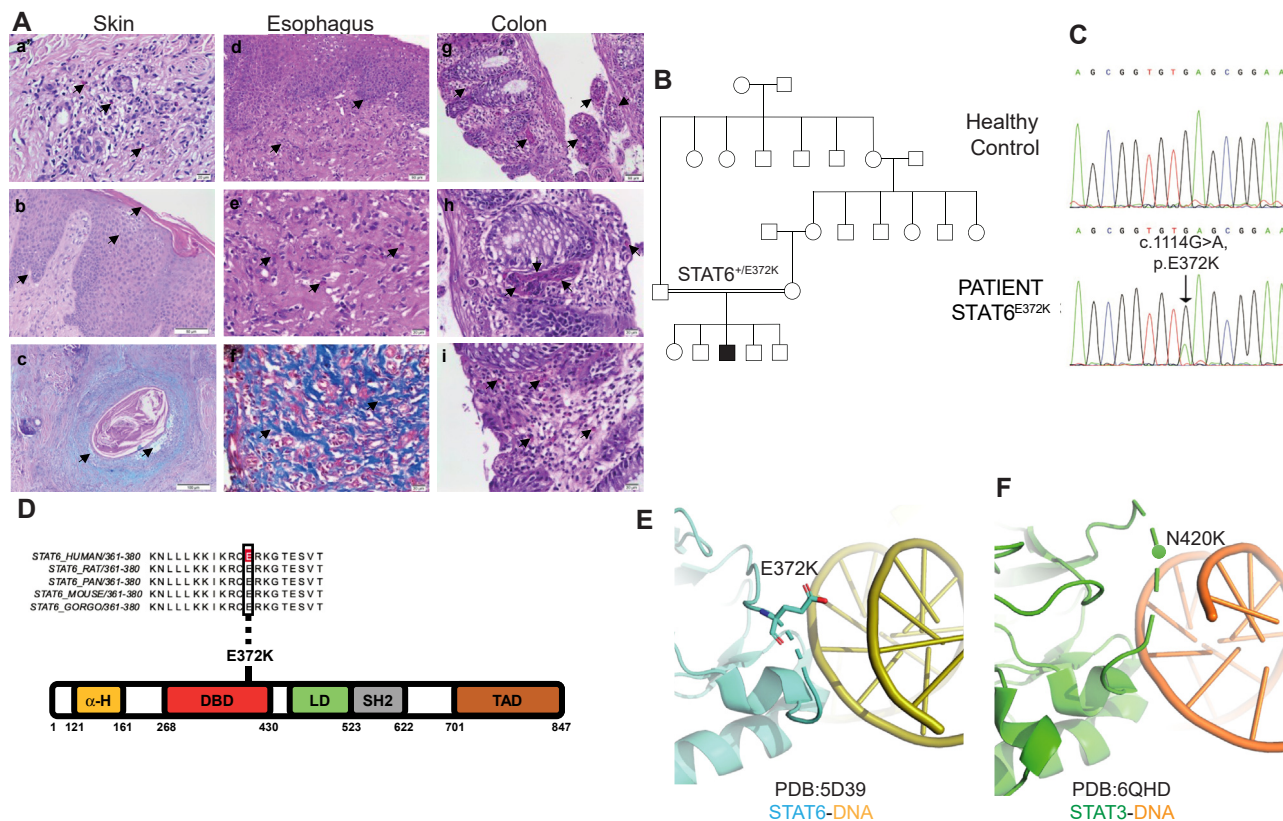 A
Skin
Esophagus
Colon
a
d
g
b
e
h
c
f
i
B
STAT6+/E372K
C
A G C G G T G T G A G C G G A A
Healthy
Control
A G C G G T G T G A G C G G A A
c.1114G>A,
p.E372K
PATIENT
STAT6E372K
D
STAT6_HUMAN/361-380 KNLLLKKIKRCERKGTESVT
STAT6_RAT/361-380 KNLLLKKIKRCERKGTESVT
STAT6_PAN/361-380 KNLLLKKIKRCERKGTESVT
STAT6_MOUSE/361-380 KNLLLKKIKRCERKGTESVT
STAT6_GORGO/361-380 KNLLLKKIKRCERKGTESVT
E372K
α-H
DBD
LD
SH2
TAD
1 121 161 268 430 523 622 701 847
E
E372K
PDB:5D39
STAT6-DNA
F
N420K
PDB:6QHD
STAT3-DNA